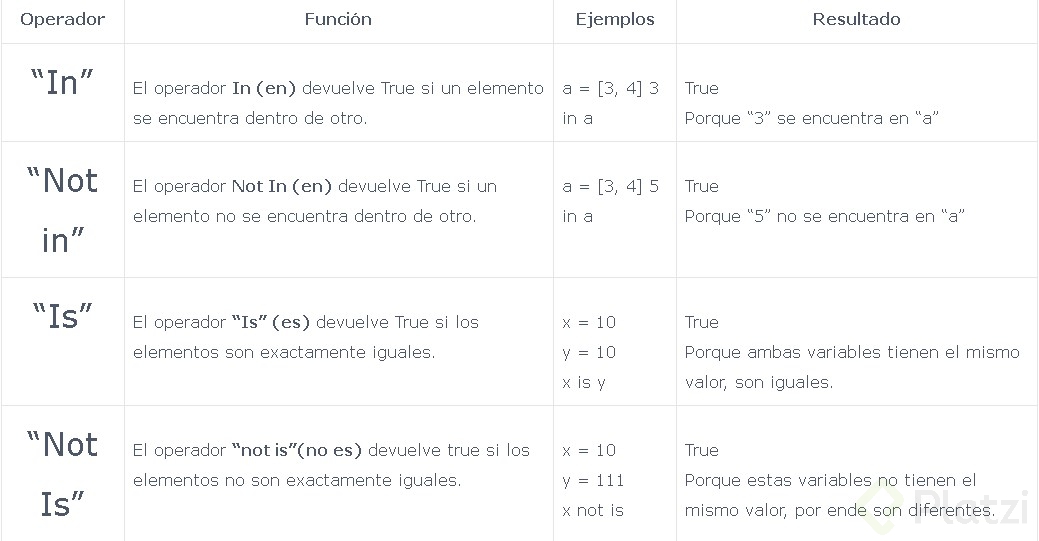 Operador Función Ejemplos Resultado
“In”
El operador In (en) devuelve True si un elemento
se encuentra dentro de otro.
a = [3, 4] 3
in a
True
Porque “3” se encuentra en “a”
“Not
in”
El operador Not In (en) devuelve True si un
elemento no se encuentra dentro de otro.
a = [3, 4] 5
in a
True
Porque “5” no se encuentra en “a”
“Is”
El operador “Is” (es) devuelve True si los
elementos son exactamente iguales.
x = 10
y = 10
x is y
True
Porque ambas variables tienen el mismo
valor, son iguales.
“Not
Is”
El operador “not is”(no es) devuelve true si los
elementos no son exactamente iguales.
x = 10
y = 111
x not is
True
Porque estas variables no tienen el
mismo valor, por ende son diferentes.
Platzi